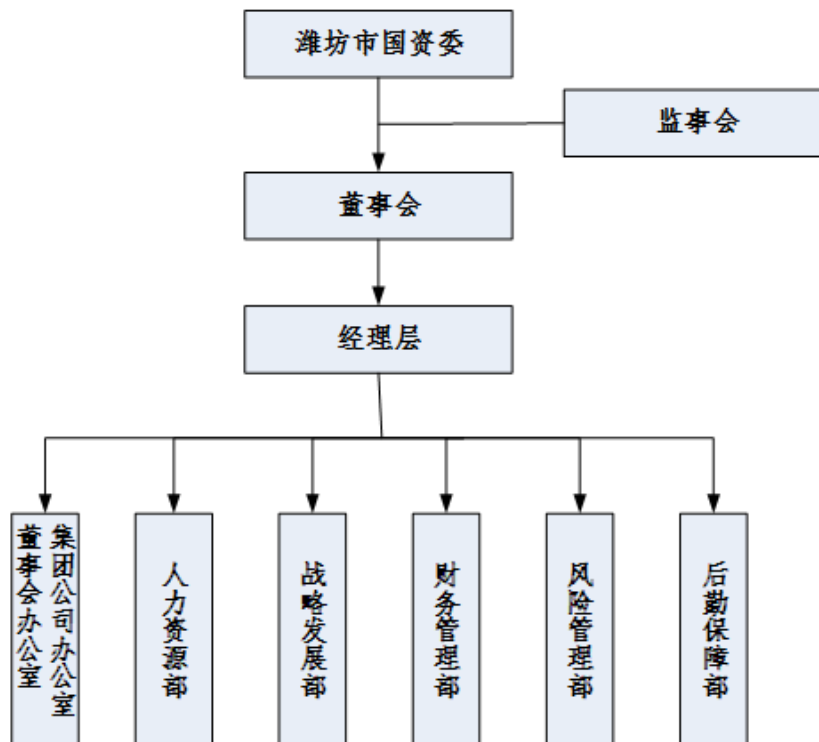 潍坊市国资委
监事会
董事会
经理层
集团公司办公室
董事会办公室
人力资源部
战略发展部
财务管理部
风险管理部
后勤保障部